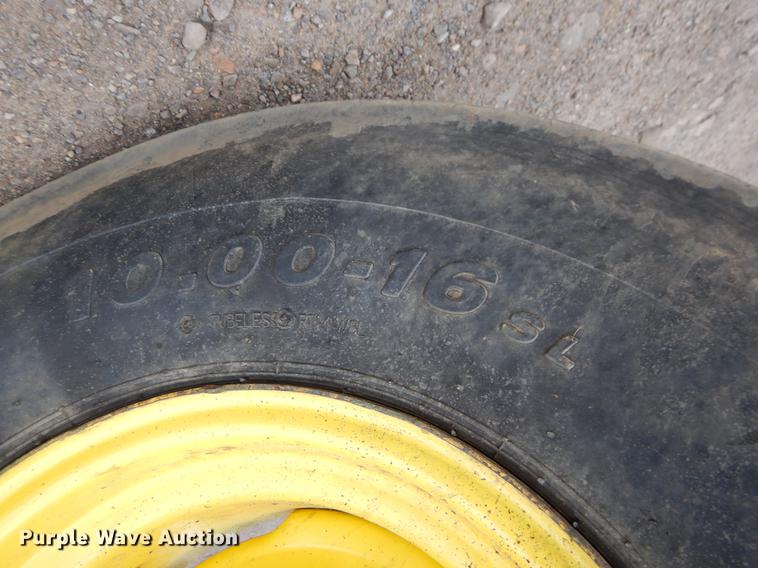 10.00-16 SL
TUBELESS
Purple Wave Auction